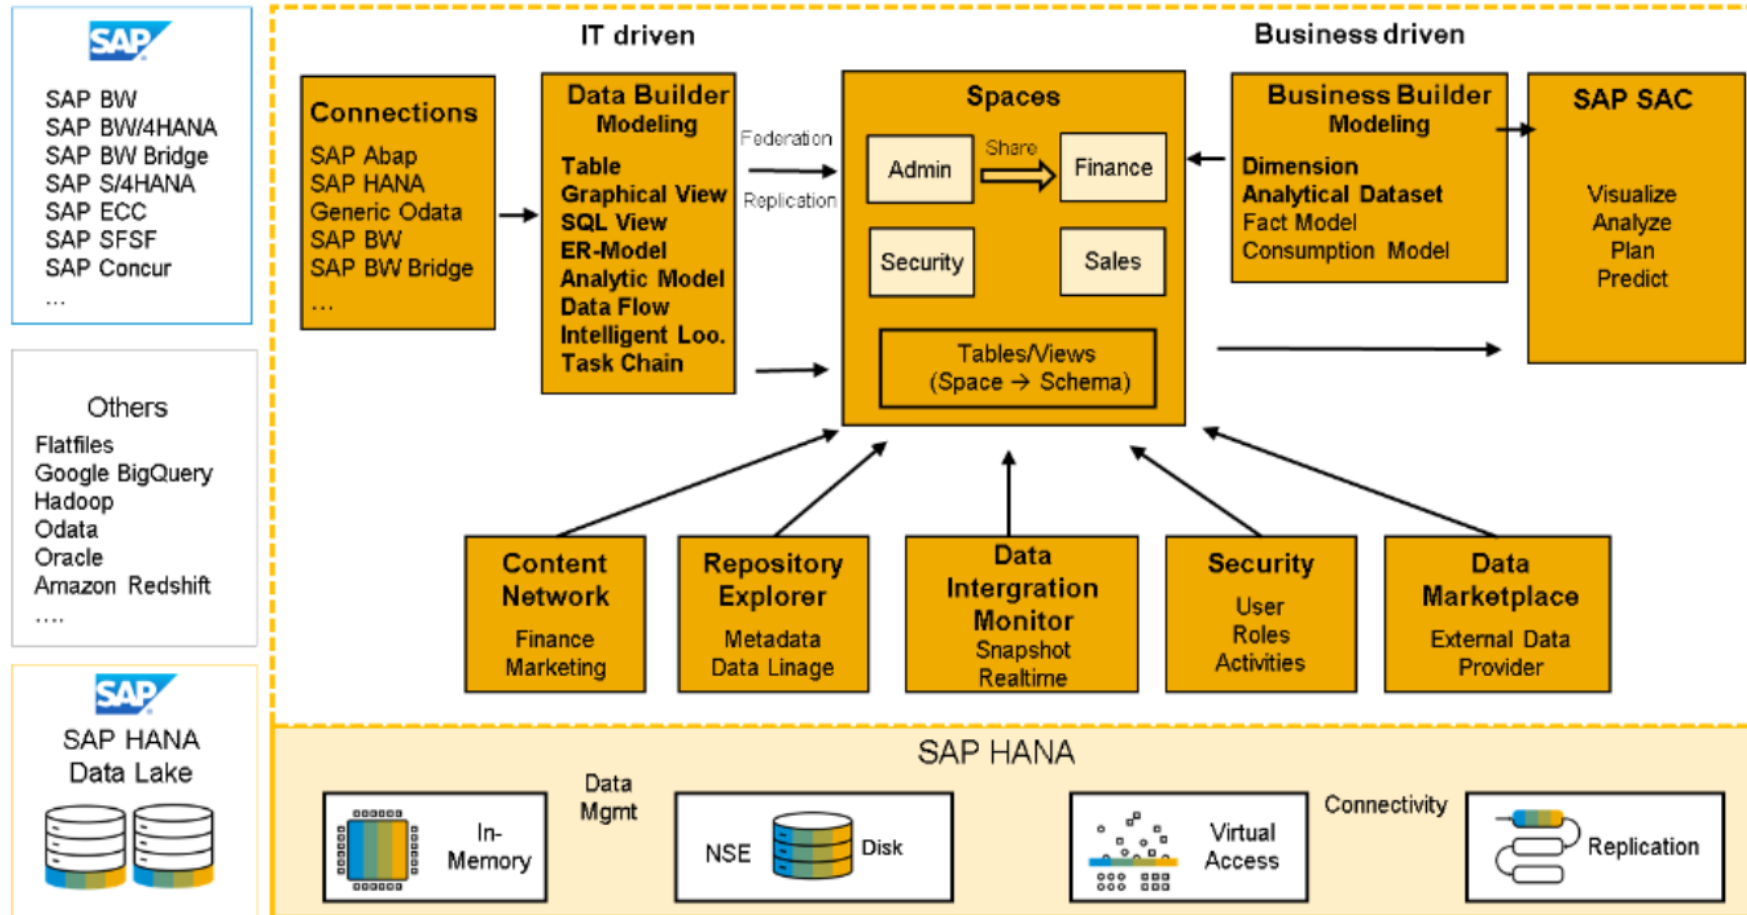 SAP
SAP BW
SAP BW/4HANA
SAP BW Bridge
SAP S/4HANA
SAP ECC
SAP SFSF
SAP Concur
...
Others
Flatfiles
Google BigQuery
Hadoop
Odata
Oracle
Amazon Redshift
....
SAP
SAP HANA
Data Lake
IT driven
Business driven
Connections
SAP Abap
SAP HANA
Generic Odata
SAP BW
SAP BW Bridge
...
Data Builder
Modeling
Table
Graphical View
SQL View
ER-Model
Analytic Model
Data Flow
Intelligent Loo.
Task Chain
Federation
Replication
Spaces
Admin
Share
Finance
Security
Sales
Tables/Views
(Space → Schema)
Business Builder
Modeling
Dimension
Analytical Dataset
Fact Model
Consumption Model
SAP SAC
Visualize
Analyze
Plan
Predict
Content
Network
Finance
Marketing
Repository
Explorer
Metadata
Data Linage
Data
Intergration
Monitor
Snapshot
Realtime
Security
User
Roles
Activities
Data
Marketplace
External Data
Provider
SAP HANA
In-
Memory
Data
Mgmt
NSE
Disk
Virtual
Access
Connectivity
Replication